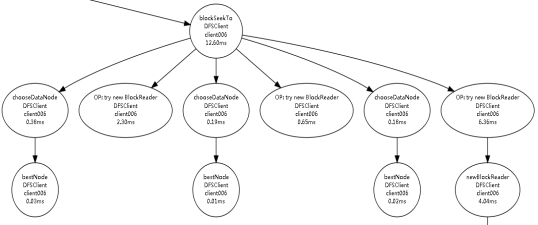 blockSeekTo
DFSClient
client006
12.60ms
chooseDataNode
DFSClient
client006
0.38ms
OP: try new BlockReader
DFSClient
client006
2.30ms
chooseDataNode
DFSClient
client006
0.19ms
OP: try new BlockReader
DFSClient
client006
0.65ms
chooseDataNode
DFSClient
client006
0.18ms
OP: try new BlockReader
DFSClient
client006
6.36ms
bestNode
DFSClient
client006
0.03ms
bestNode
DFSClient
client006
0.01ms
bestNode
DFSClient
client006
0.02ms
newBlockReader
DFSClient
client006
4.04ms